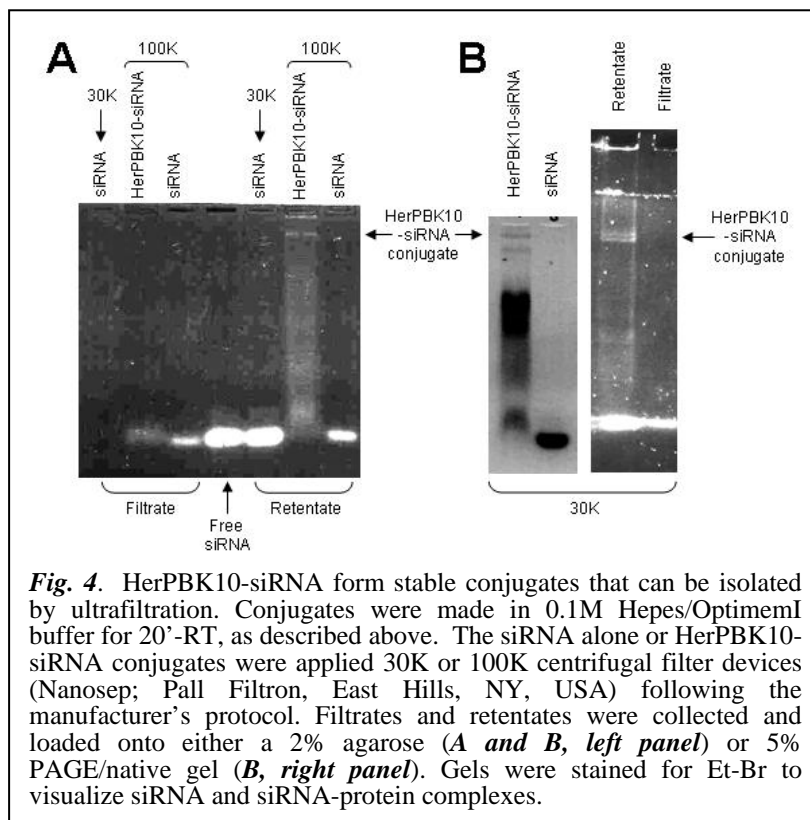 A
B
100K
100K
30K
30K
siRNA
HerPBK10-siRNA
siRNA
siRNA
HerPBK10-siRNA
siRNA
HerPBK10-siRNA
siRNA
Retentate
Filtrate
HerPBK10
-siRNA
conjugate
HerPBK10
-siRNA
conjugate
Filtrate
Free
siRNA
Retentate
30K
Fig. 4. HerPBK10-siRNA form stable conjugates that can be isolated
by ultrafiltration. Conjugates were made in 0.1M Hepes/OptimemI
buffer for 20’-RT, as described above. The siRNA alone or HerPBK10-
siRNA conjugates were applied 30K or 100K centrifugal filter devices
(Nanosep; Pall Filtron, East Hills, NY, USA) following the
manufacturer’s protocol. Filtrates and retentates were collected and
loaded onto either a 2% agarose (A and B, left panel) or 5%
PAGE/native gel (B, right panel). Gels were stained for Et-Br to
visualize siRNA and siRNA-protein complexes.